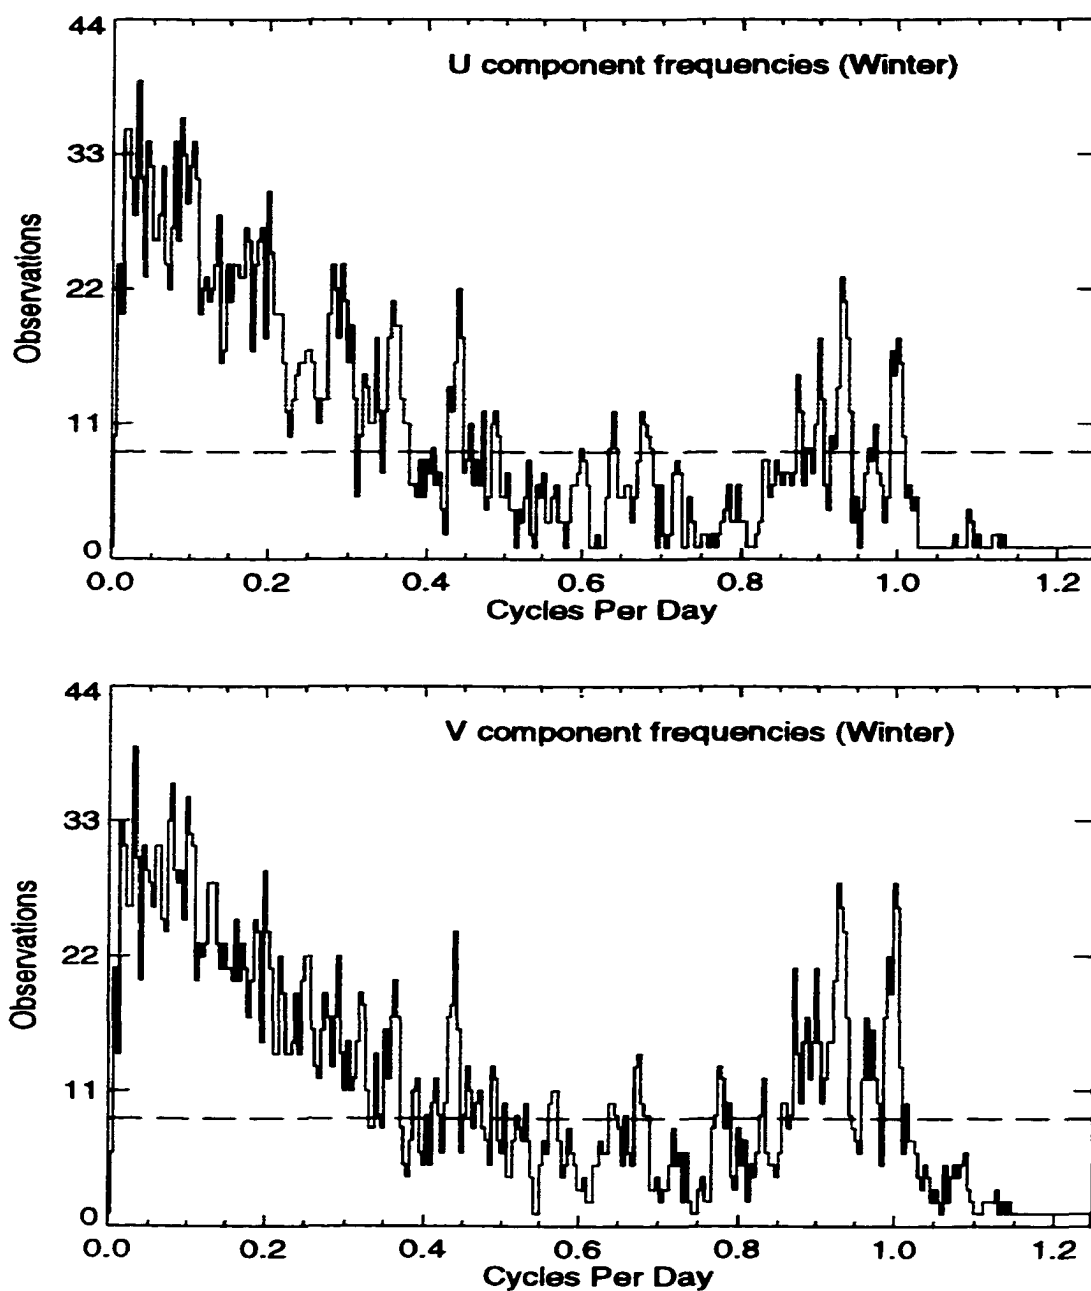 U component frequencies (Winter)
44
33
22
11
0
Observations
0.0 0.2 0.4 0.6 0.8 1.0 1.2
Cycles Per Day
V component frequencies (Winter)
44
33
22
11
0
Observations
0.0 0.2 0.4 0.6 0.8 1.0 1.2
Cycles Per Day